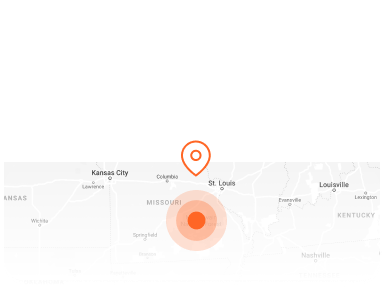 Kansas City
Columbia
St. Louis
Louisville
Lawrence
Evansville
Lexington
ANSAS
MISSOURI
KENTUCKY
Wichita
Springfield
Nashville